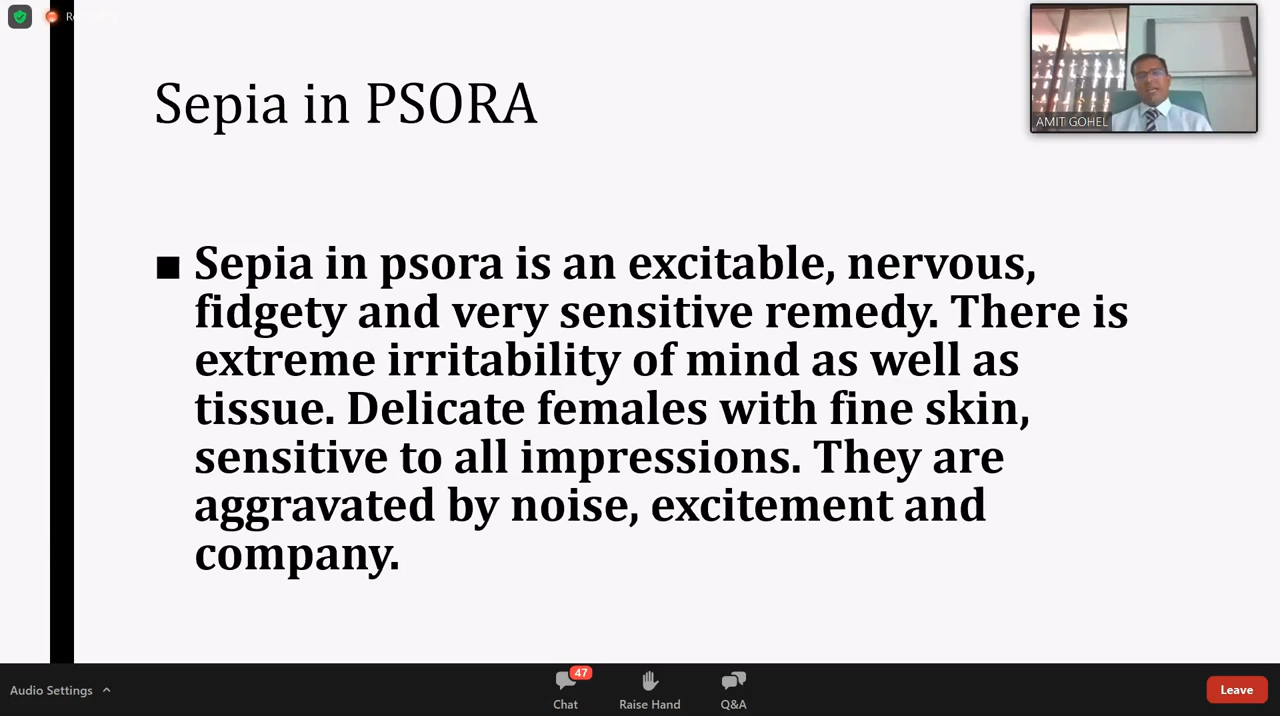 Sepia in PSORA
AMIT GOHEL
■ Sepia in psora is an excitable, nervous,
fidgety and very sensitive remedy. There is
extreme irritability of mind as well as
tissue. Delicate females with fine skin,
sensitive to all impressions. They are
aggravated by noise, excitement and
company.
Audio Settings
47
Chat
Raise Hand
Q&A
Leave